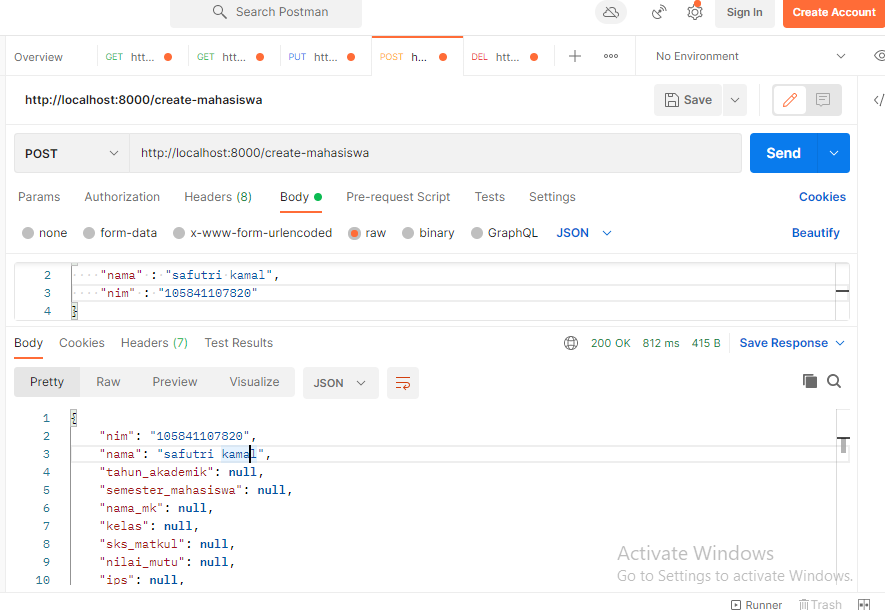 Search Postman
Sign In
Create Account
Overview
GET htt...
GET htt...
PUT htt...
POST h...
DEL htt...
No Environment
http://localhost:8000/create-mahasiswa
Save
POST
http://localhost:8000/create-mahasiswa
Send
Params
Authorization
Headers (8)
Body
Pre-request Script
Tests
Settings
Cookies
none
form-data
x-www-form-urlencoded
raw
binary
GraphQL
JSON
Beautify
2 "nama" : "safutri kamal",
3 "nim" : "105841107820"
4 }
Body
Cookies
Headers (7)
Test Results
200 OK
812 ms
415 B
Save Response
Pretty
Raw
Preview
Visualize
JSON
1 {
2 "nim": "105841107820",
3 "nama": "safutri kamal",
4 "tahun_akademik": null,
5 "semester_mahasiswa": null,
6 "nama_mk": null,
7 "kelas": null,
8 "sks_matkul": null,
9 "nilai_mutu": null,
10 "ips": null,
Activate Windows
Go to Settings to activate Windows.
Runner
Trash